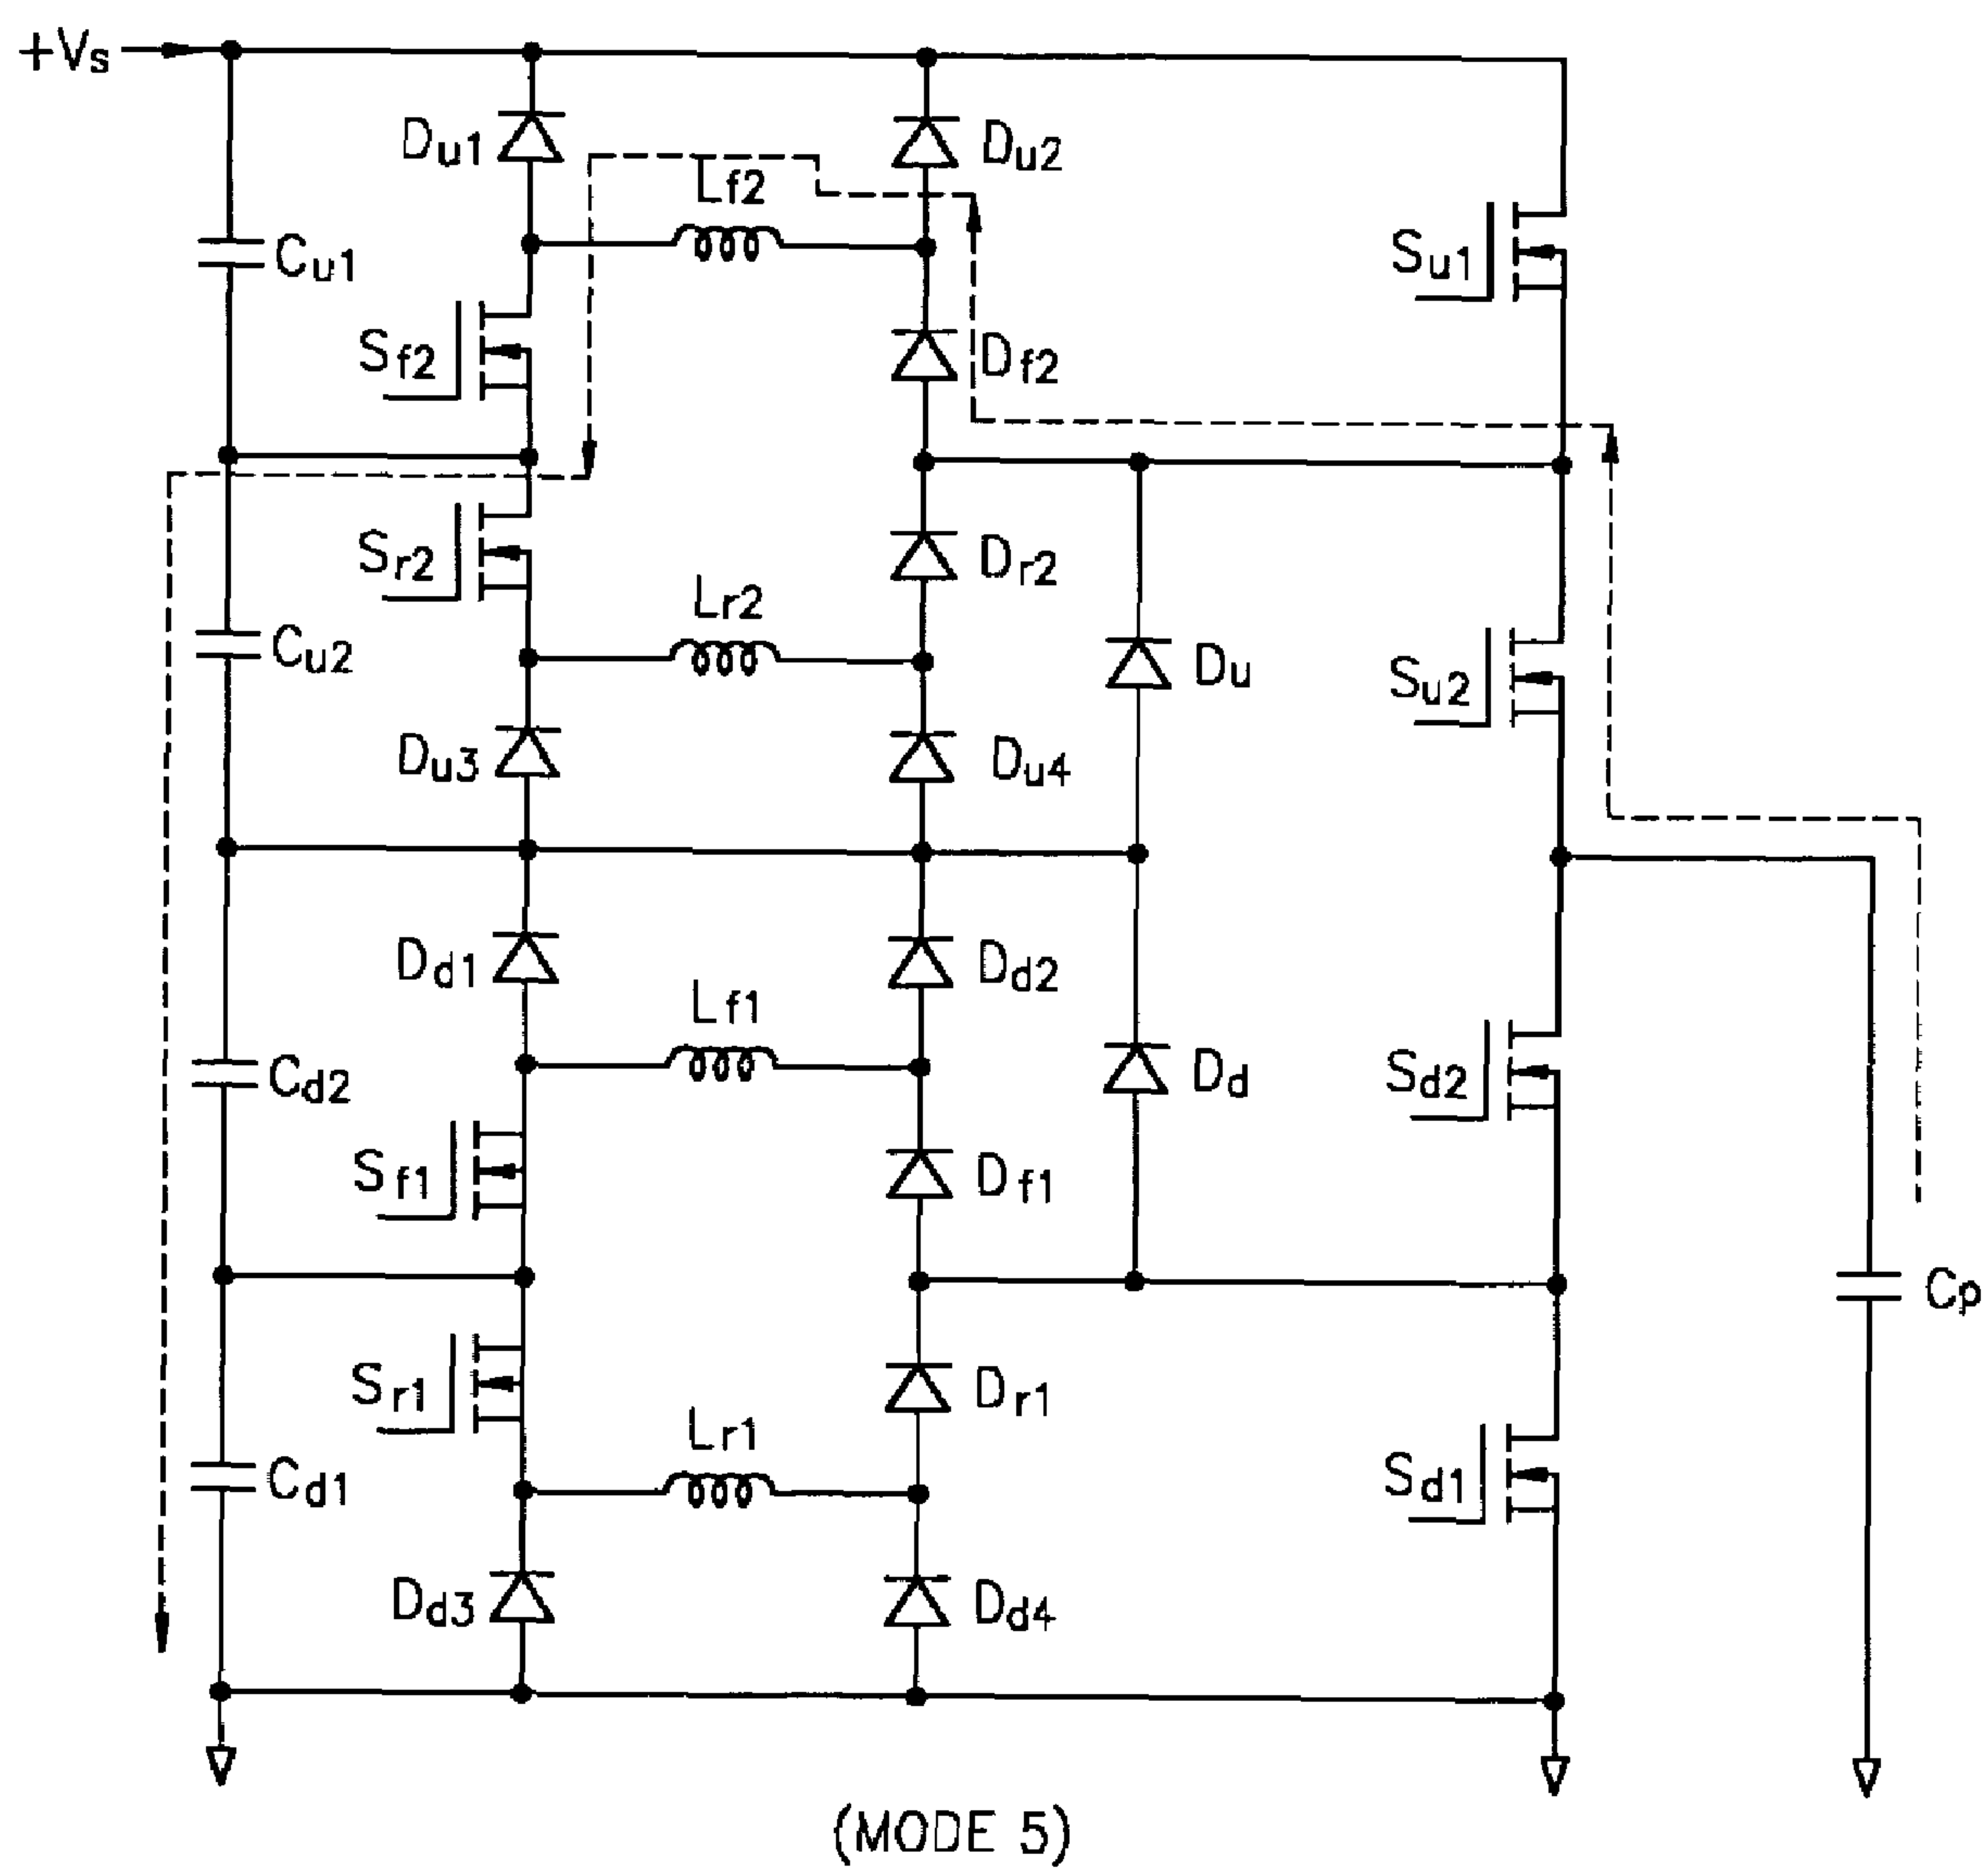 +Vs
Du1
Du2
Lf2
Cu1
Su1
Sf2
Df2
Sr2
Dr2
Lr2
Cu2
Du
Su2
Du3
Du4
Dd1
Dd2
Lf1
Cd2
Dd
Sd2
Sf1
Df1
Cp
Sr1
Dr1
Lr1
Cd1
Sd1
Dd3
Dd4
(MODE 5)